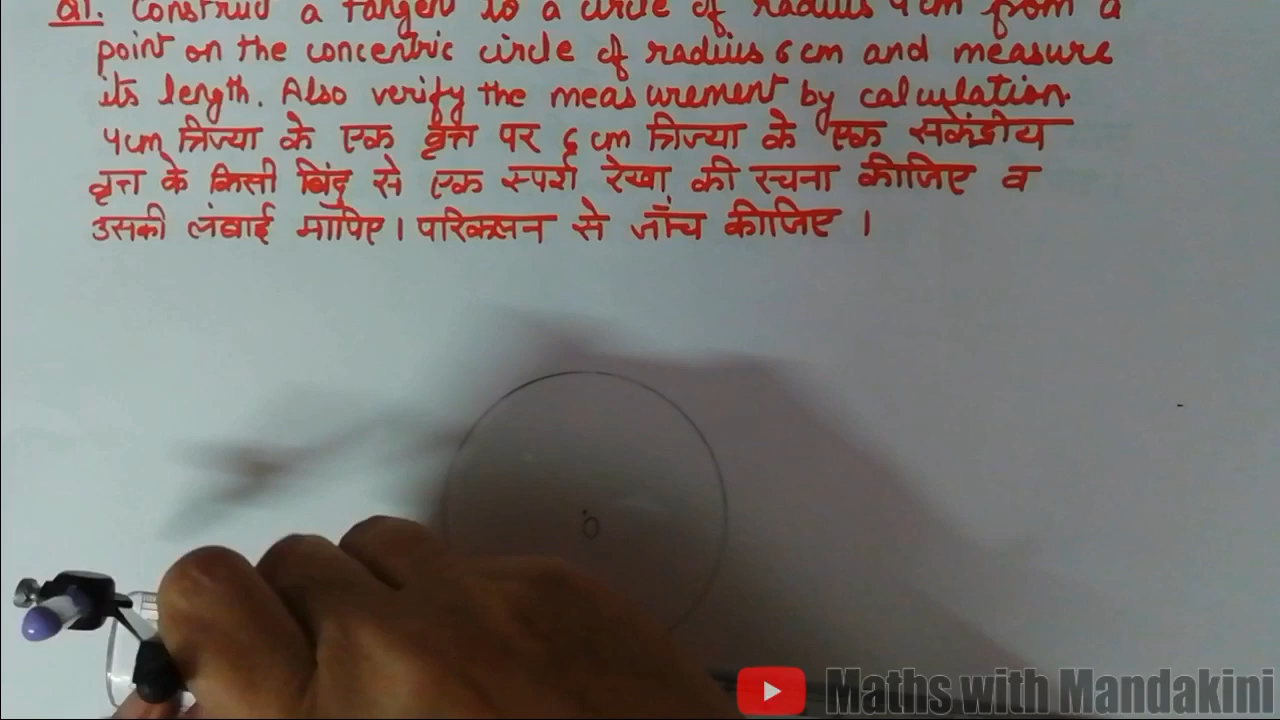 Q1. Construct a tangent to a circle of radius 4 cm from a
point on the concentric circle of radius 6 cm and measure
its length. Also verify the measurement by calculation.
4cm त्रिज्या के एक वृत्त पर 6 cm त्रिज्या के एक सकेंद्रीय
वृत्त के किसी बिंदु से एक स्पर्श रेखा की रचना कीजिए व
उसकी लंबाई मापिए। परिकलन से जाँच कीजिए ।
O
Maths with Mandakini